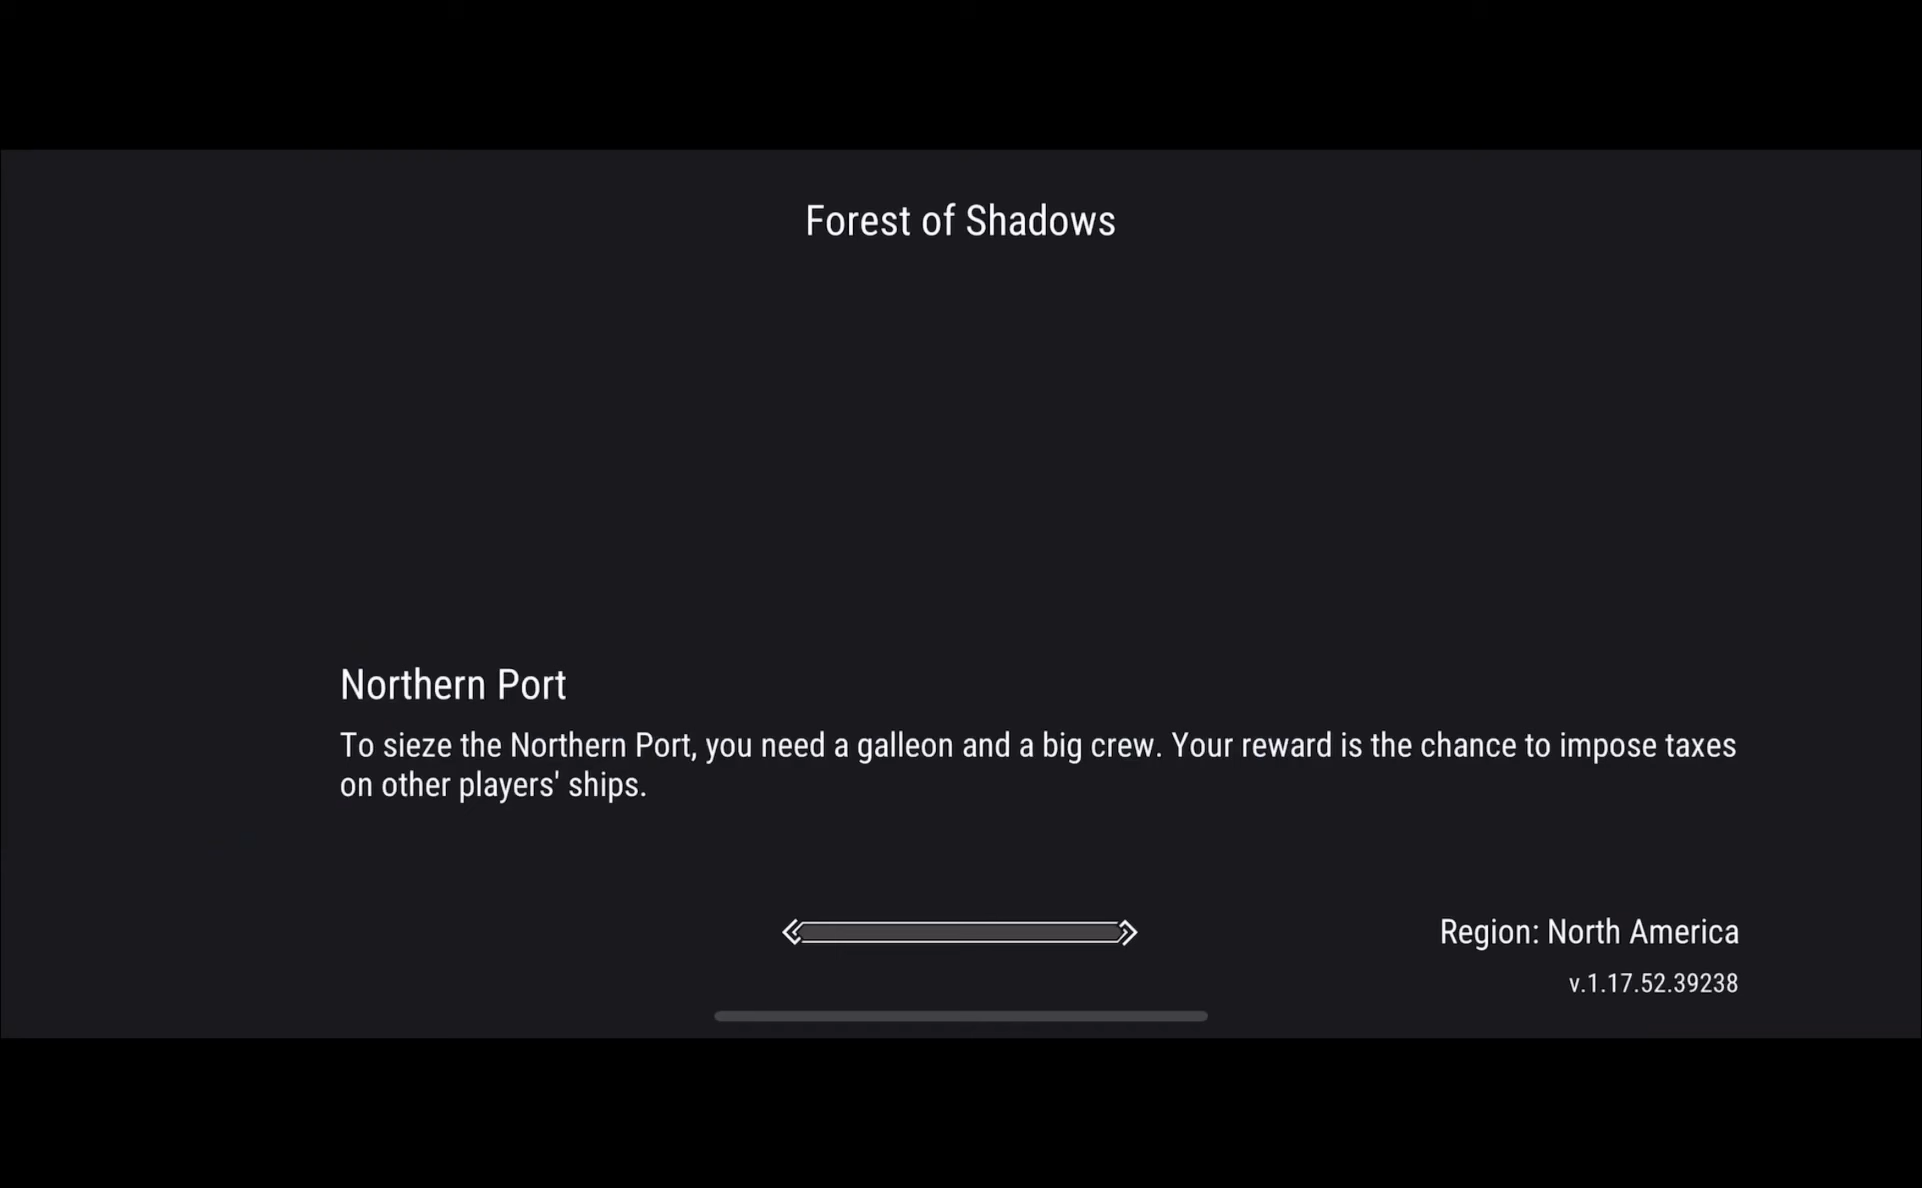 Forest of Shadows
Northern Port
To sieze the Northern Port, you need a galleon and a big crew. Your reward is the chance to impose taxes
on other players' ships.
Region: North America
v.1.17.52.39238